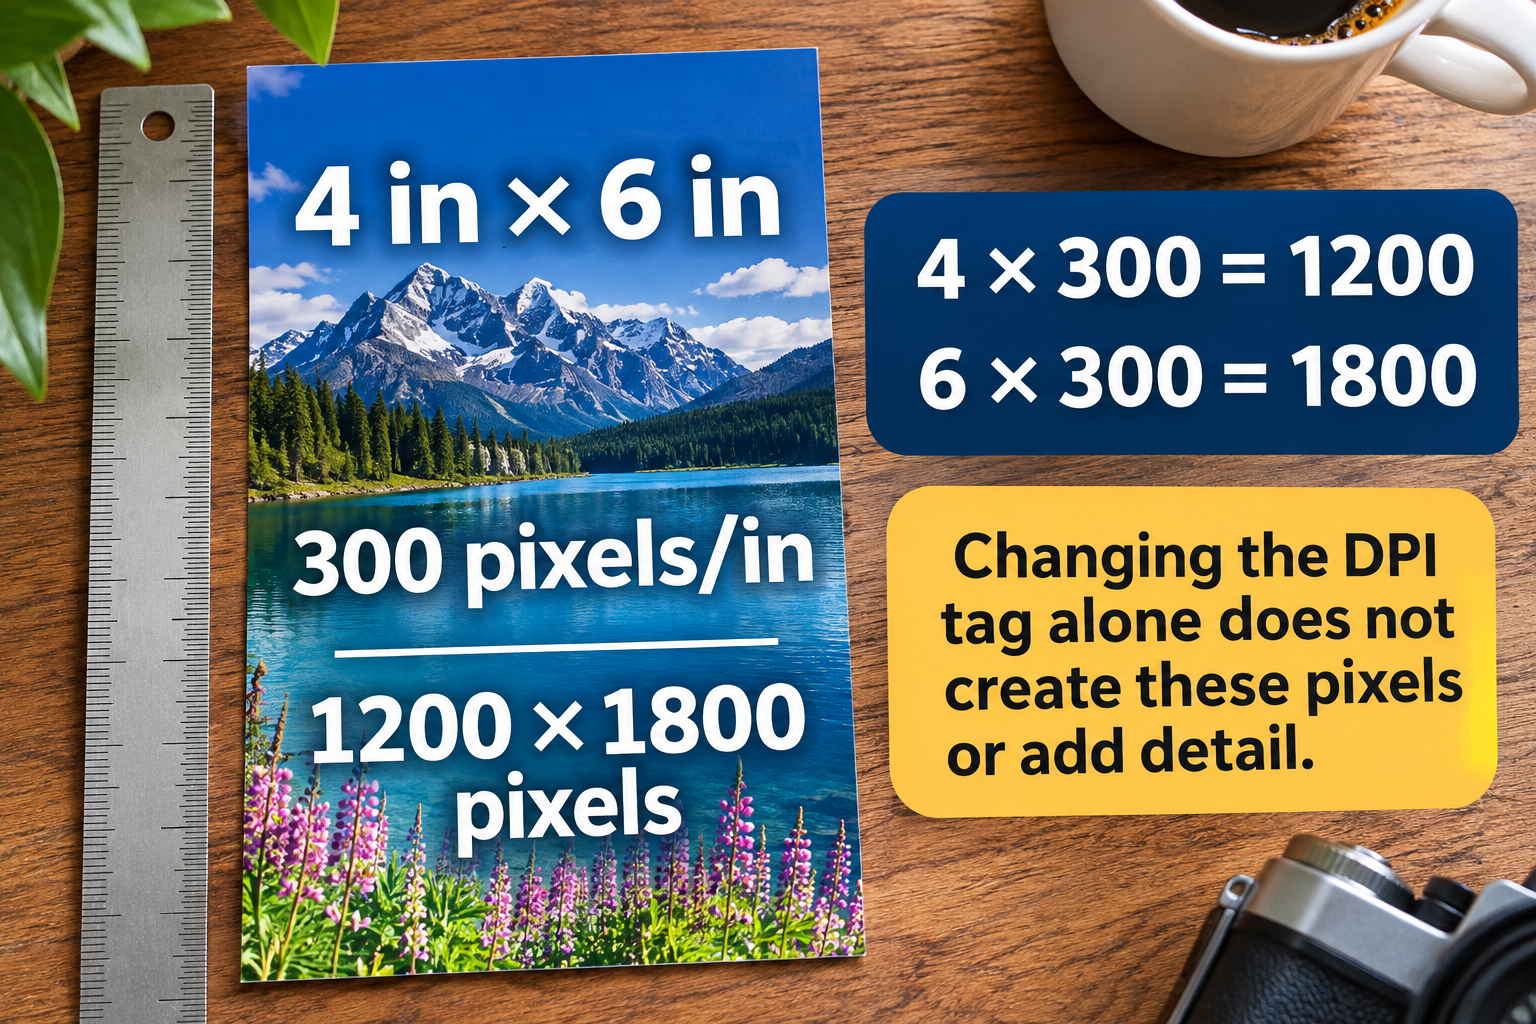 4 in × 6 in
300 pixels/in
1200 × 1800
pixels
4 × 300 = 1200
6 × 300 = 1800
Changing the DPI
tag alone does not
create these pixels
or add detail.